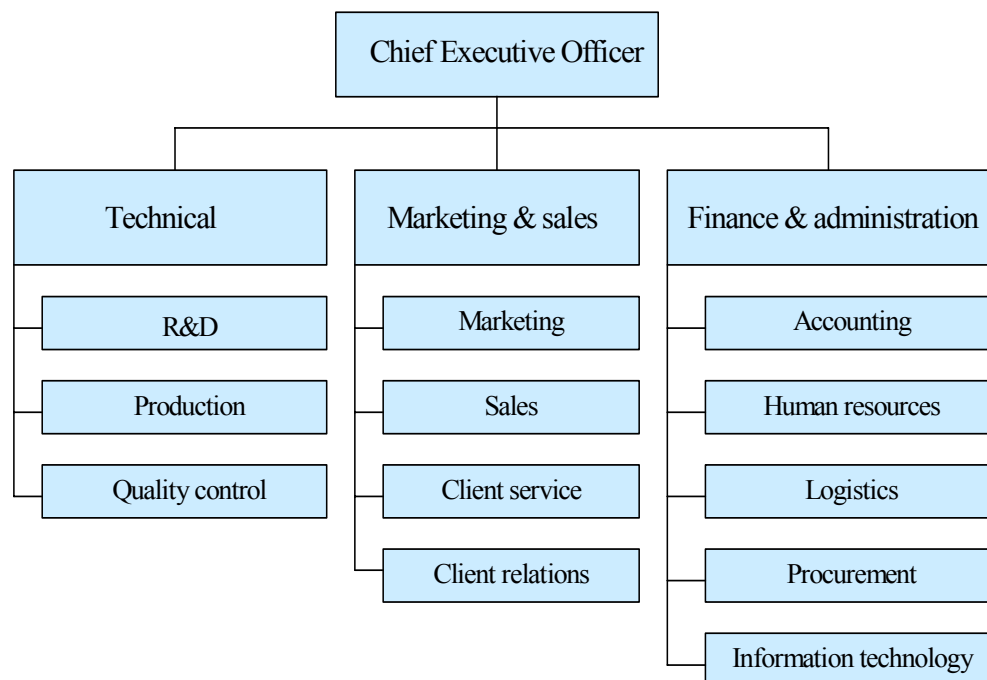 Chief Executive Officer
Technical
R&D
Production
Quality control
Marketing & sales
Marketing
Sales
Client service
Client relations
Finance & administration
Accounting
Human resources
Logistics
Procurement
Information technology